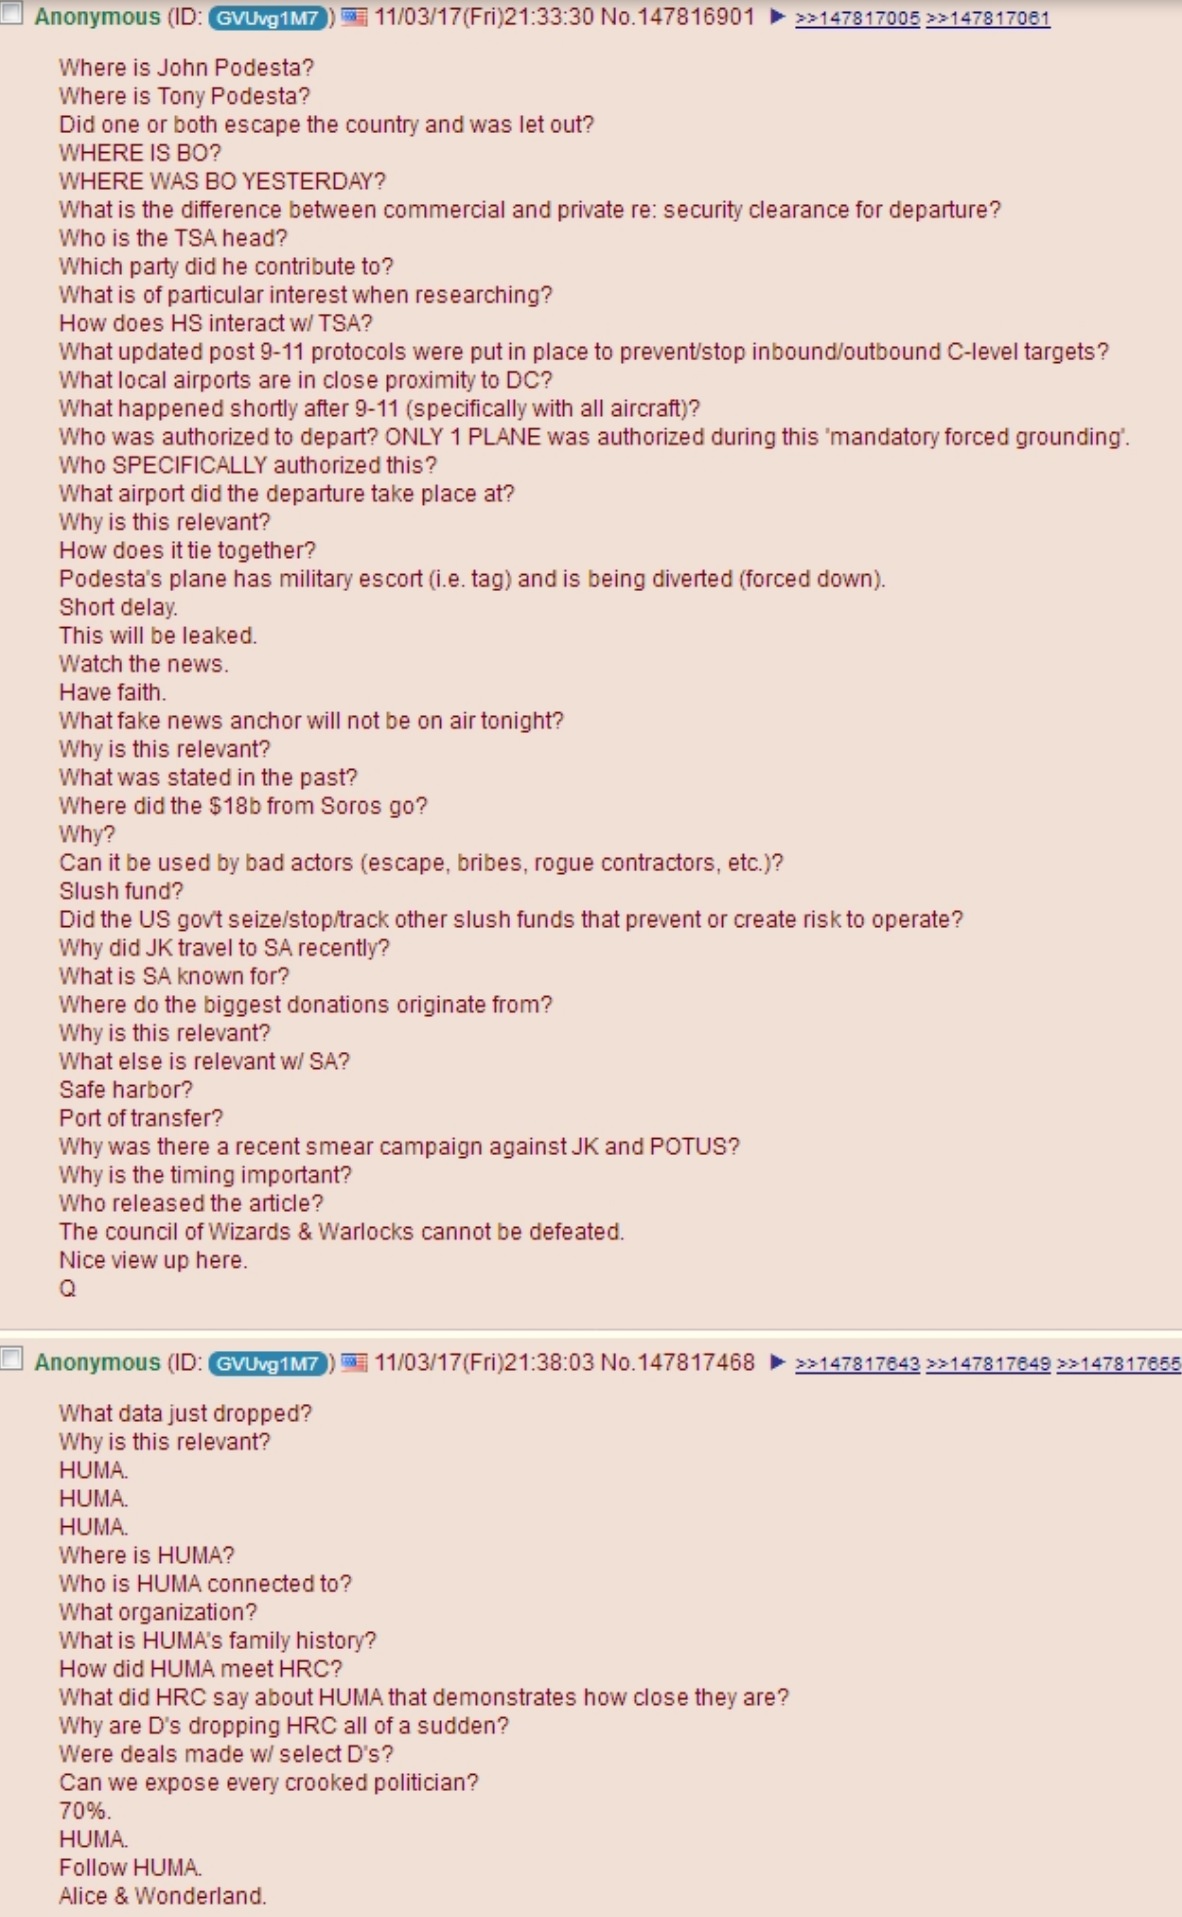 Anonymous (ID: GVUvg1M7) 11/03/17(Fri)21:33:30 No.147816901 ▶ >>147817005 >>147817061
Where is John Podesta?
Where is Tony Podesta?
Did one or both escape the country and was let out?
WHERE IS BO?
WHERE WAS BO YESTERDAY?
What is the difference between commercial and private re: security clearance for departure?
Who is the TSA head?
Which party did he contribute to?
What is of particular interest when researching?
How does HS interact w/ TSA?
What updated post 9-11 protocols were put in place to prevent/stop inbound/outbound C-level targets?
What local airports are in close proximity to DC?
What happened shortly after 9-11 (specifically with all aircraft)?
Who was authorized to depart? ONLY 1 PLANE was authorized during this 'mandatory forced grounding'.
Who SPECIFICALLY authorized this?
What airport did the departure take place at?
Why is this relevant?
How does it tie together?
Podesta's plane has military escort (i.e. tag) and is being diverted (forced down).
Short delay.
This will be leaked.
Watch the news.
Have faith.
What fake news anchor will not be on air tonight?
Why is this relevant?
What was stated in the past?
Where did the $18b from Soros go?
Why?
Can it be used by bad actors (escape, bribes, rogue contractors, etc.)?
Slush fund?
Did the US gov't seize/stop/track other slush funds that prevent or create risk to operate?
Why did JK travel to SA recently?
What is SA known for?
Where do the biggest donations originate from?
Why is this relevant?
What else is relevant w/ SA?
Safe harbor?
Port of transfer?
Why was there a recent smear campaign against JK and POTUS?
Why is the timing important?
Who released the article?
The council of Wizards & Warlocks cannot be defeated.
Nice view up here.
Q
Anonymous (ID: GVUvg1M7) 11/03/17(Fri)21:38:03 No.147817468 ▶ >>147817643 >>147817649 >>147817655
What data just dropped?
Why is this relevant?
HUMA.
HUMA.
HUMA.
Where is HUMA?
Who is HUMA connected to?
What organization?
What is HUMA's family history?
How did HUMA meet HRC?
What did HRC say about HUMA that demonstrates how close they are?
Why are D's dropping HRC all of a sudden?
Were deals made w/ select D's?
Can we expose every crooked politician?
70%.
HUMA.
Follow HUMA.
Alice & Wonderland.